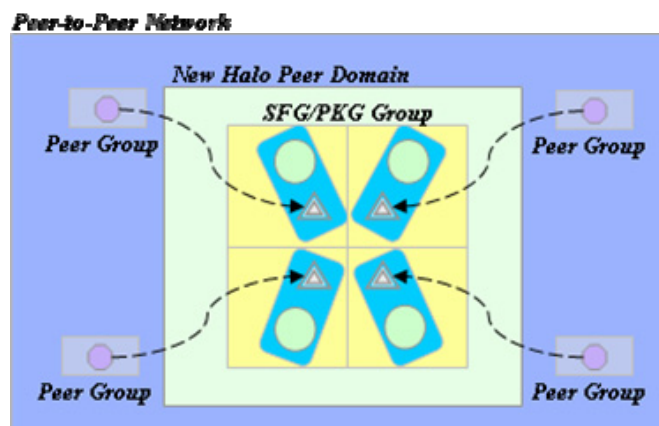 Peer-to-Peer Network
New Halo Peer Domain
SFG/PKG Group
Peer Group
Peer Group
Peer Group
Peer Group